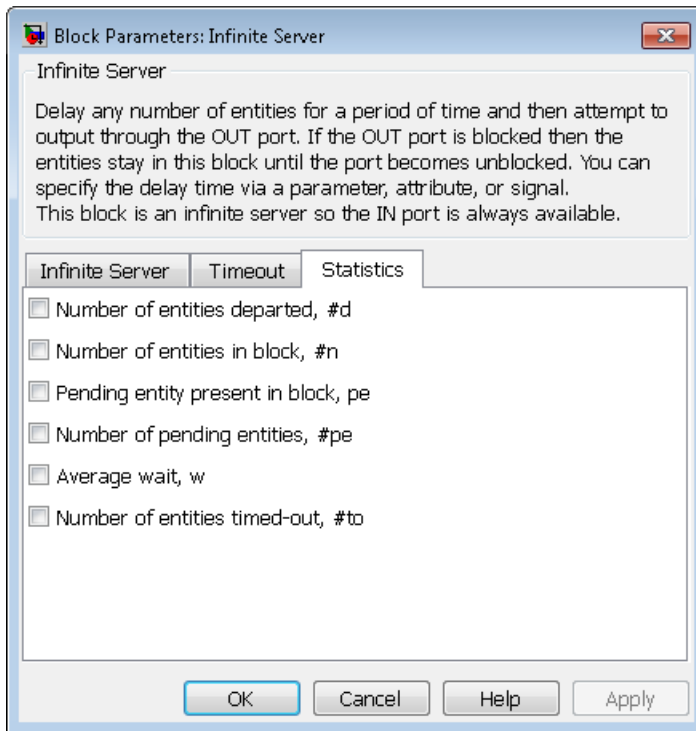 Block Parameters: Infinite Server
Infinite Server
Delay any number of entities for a period of time and then attempt to
output through the OUT port. If the OUT port is blocked then the
entities stay in this block until the port becomes unblocked. You can
specify the delay time via a parameter, attribute, or signal.
This block is an infinite server so the IN port is always available.
Infinite Server Timeout Statistics
Number of entities departed, #d
Number of entities in block, #n
Pending entity present in block, pe
Number of pending entities, #pe
Average wait, w
Number of entities timed-out, #to
OK Cancel Help Apply